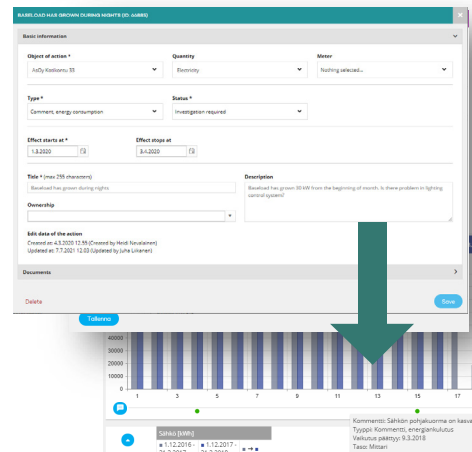 BASELOAD HAS GROWN DURING NIGHTS (ID: 66885)
Basic information
Object of action * Quantity Meter
AsOy Kotikontu 33 Electricity Nothing selected...
Type * Status *
Comment, energy consumption Investigation required
Effect starts at * Effect stops at
1.3.2020 3.4.2020
Title * (max 255 characters) Description
Baseload has grown during nights Baseload has grown 30 kW from the beginning of month. Is there problem in lighting
control system?
Ownership
Edit data of the action
Created at: 4.3.2020 12.55 (Created by Heidi Nevalainen)
Updated at: 7.7.2021 12.03 (Updated by Juha Liikanen)
Documents
Delete Save
Tallenna
40000
30000
20000
10000
0
1 3 5 7 9 11 13 15 17
Kommentti: Sähkön pohjakuorma on kasva
Tyyppi: Kommentti, energiankulutus
Vaikutus päättyy: 9.3.2018
Taso: Mittari
Sähkö [kWh]
1.12.2016 - 1.12.2017 -